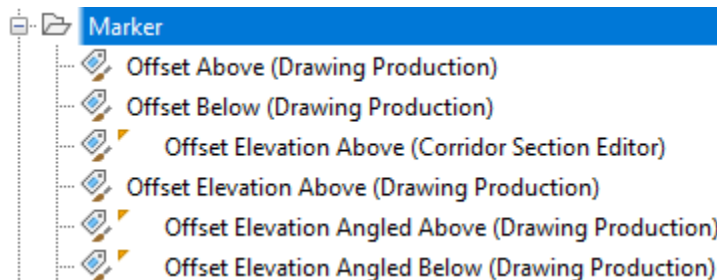 Marker
Offset Above (Drawing Production)
Offset Below (Drawing Production)
Offset Elevation Above (Corridor Section Editor)
Offset Elevation Above (Drawing Production)
Offset Elevation Angled Above (Drawing Production)
Offset Elevation Angled Below (Drawing Production)